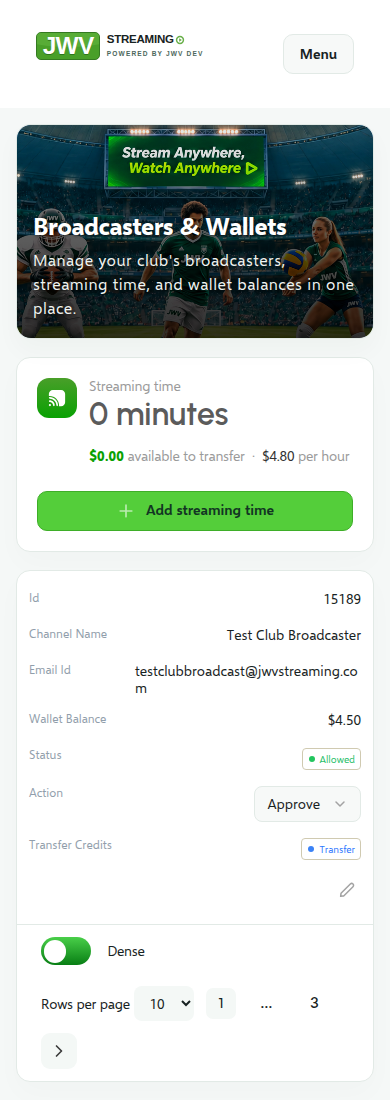 JWV STREAMING
POWERED BY JWV DEV
Menu
Stream Anywhere,
Watch Anywhere
Broadcasters & Wallets
Manage your club's broadcasters,
streaming time, and wallet balances in one
place.
JWV
JWV
JWV
Streaming time
0 minutes
$0.00 available to transfer · $4.80 per hour
Add streaming time
Id 15189
Channel Name Test Club Broadcaster
Email Id testclubbroadcast@jwvstreaming.co
m
Wallet Balance $4.50
Status Allowed
Action Approve
Transfer Credits Transfer
Dense
Rows per page 10 1 ... 3